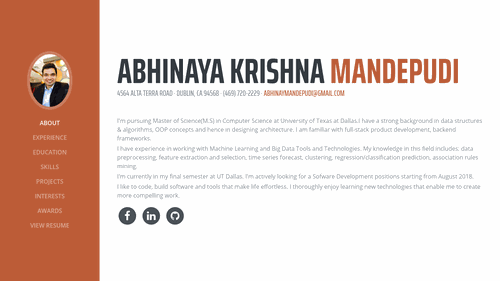 ABOUT
EXPERIENCE
EDUCATION
SKILLS
PROJECTS
INTERESTS
AWARDS
VIEW RESUME
ABHINAYA KRISHNA MANDEPUDI
4564 ALTA TERRA ROAD · DUBLIN, CA 94568 · (469) 720-2229 · ABHINAYMANDEPUDI@GMAIL.COM
I'm pursuing Master of Science(M.S) in Computer Science at University of Texas at Dallas.I have a strong background in data structures
& algorithms, OOP concepts and hence in designing architecture. I am familiar with full-stack product development, backend
frameworks
I have experience in working with Machine Learning and Big Data Tools and Technologies. My knowledge in this field includes: data
preprocessing, feature extraction and selection, time series forecast, clustering, regression/classification prediction, association rules
mining.
I'm currently in my final semester at UT Dallas. I'm actively looking for a Sofware Development positions starting from August 2018.
I like to code, build software and tools that make life effortless. I thoroughly enjoy learning new technologies that enable me to create
more compelling work.